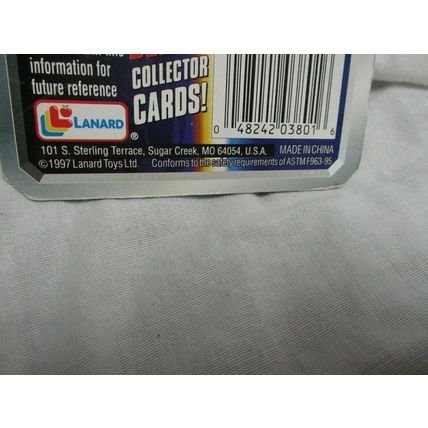 information for
future reference
COLLECTOR
CARDS!
LANARD®
0 48242 03801 6
101 S. Sterling Terrace, Sugar Creek, MO 64054, U.S.A. MADE IN CHINA
©1997 Lanard Toys Ltd. Conforms to the safety requirements of ASTM F963-95